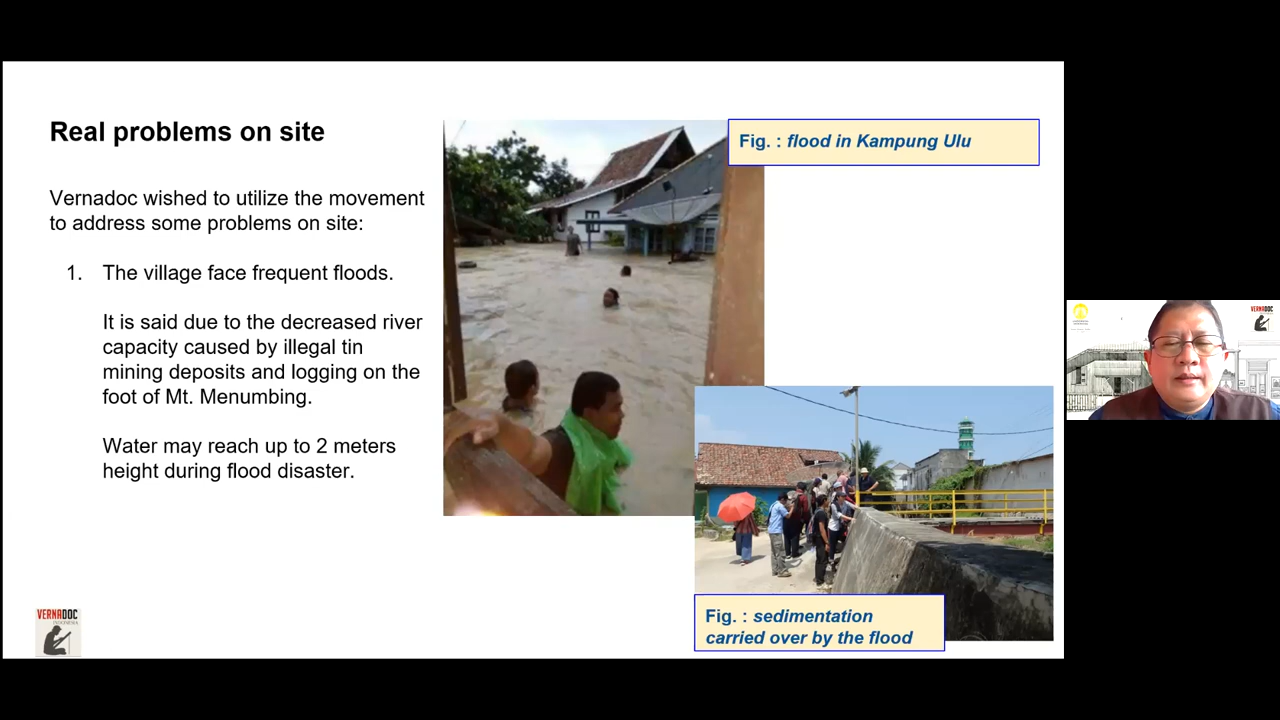 Real problems on site
Vernadoc wished to utilize the movement
to address some problems on site:
1. The village face frequent floods.
It is said due to the decreased river
capacity caused by illegal tin
mining deposits and logging on the
foot of Mt. Menumbing.
Water may reach up to 2 meters
height during flood disaster.
Fig. : flood in Kampung Ulu
Fig. : sedimentation
carried over by the flood
VERNADOC
INDONESIA
VERNADOC